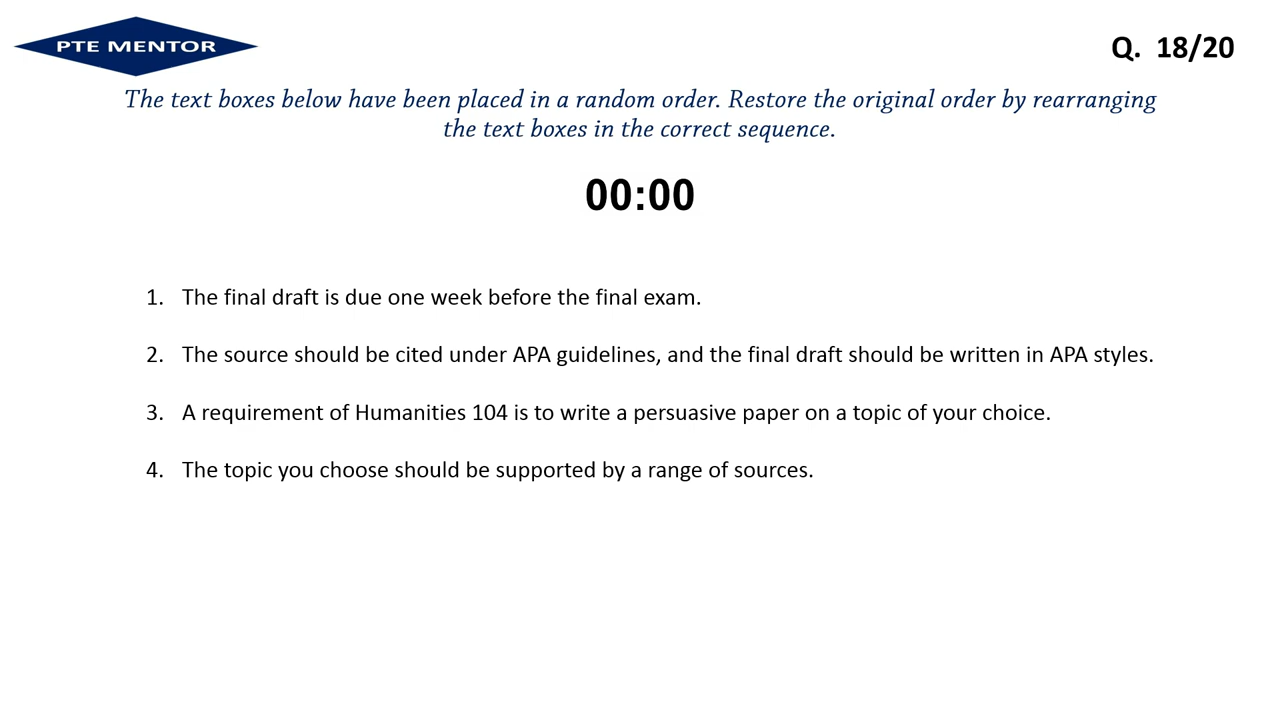 PTE MENTOR
Q. 18/20
The text boxes below have been placed in a random order. Restore the original order by rearranging
the text boxes in the correct sequence.
00:00
1. The final draft is due one week before the final exam.
2. The source should be cited under APA guidelines, and the final draft should be written in APA styles.
3. A requirement of Humanities 104 is to write a persuasive paper on a topic of your choice.
4. The topic you choose should be supported by a range of sources.